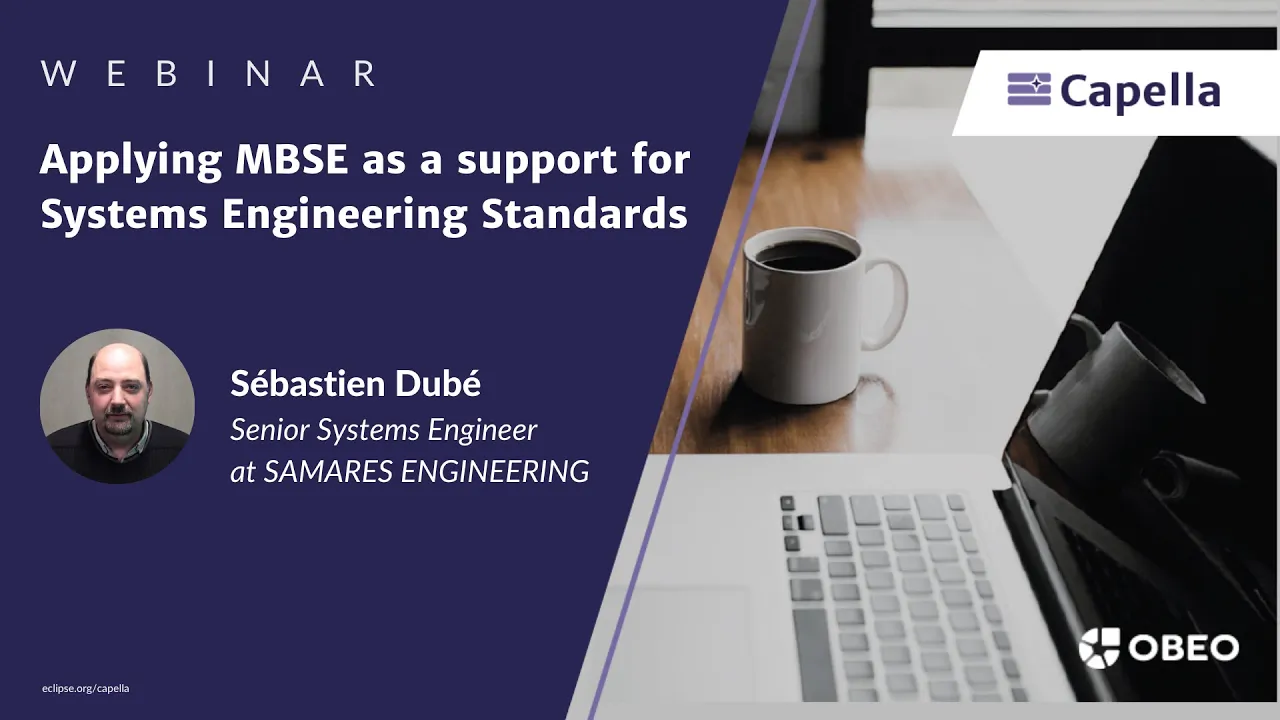 W E B I N A R
Applying MBSE as a support for
Systems Engineering Standards
Sébastien Dubé
Senior Systems Engineer
at SAMARES ENGINEERING
eclipse.org/capella
Capella
OBEO